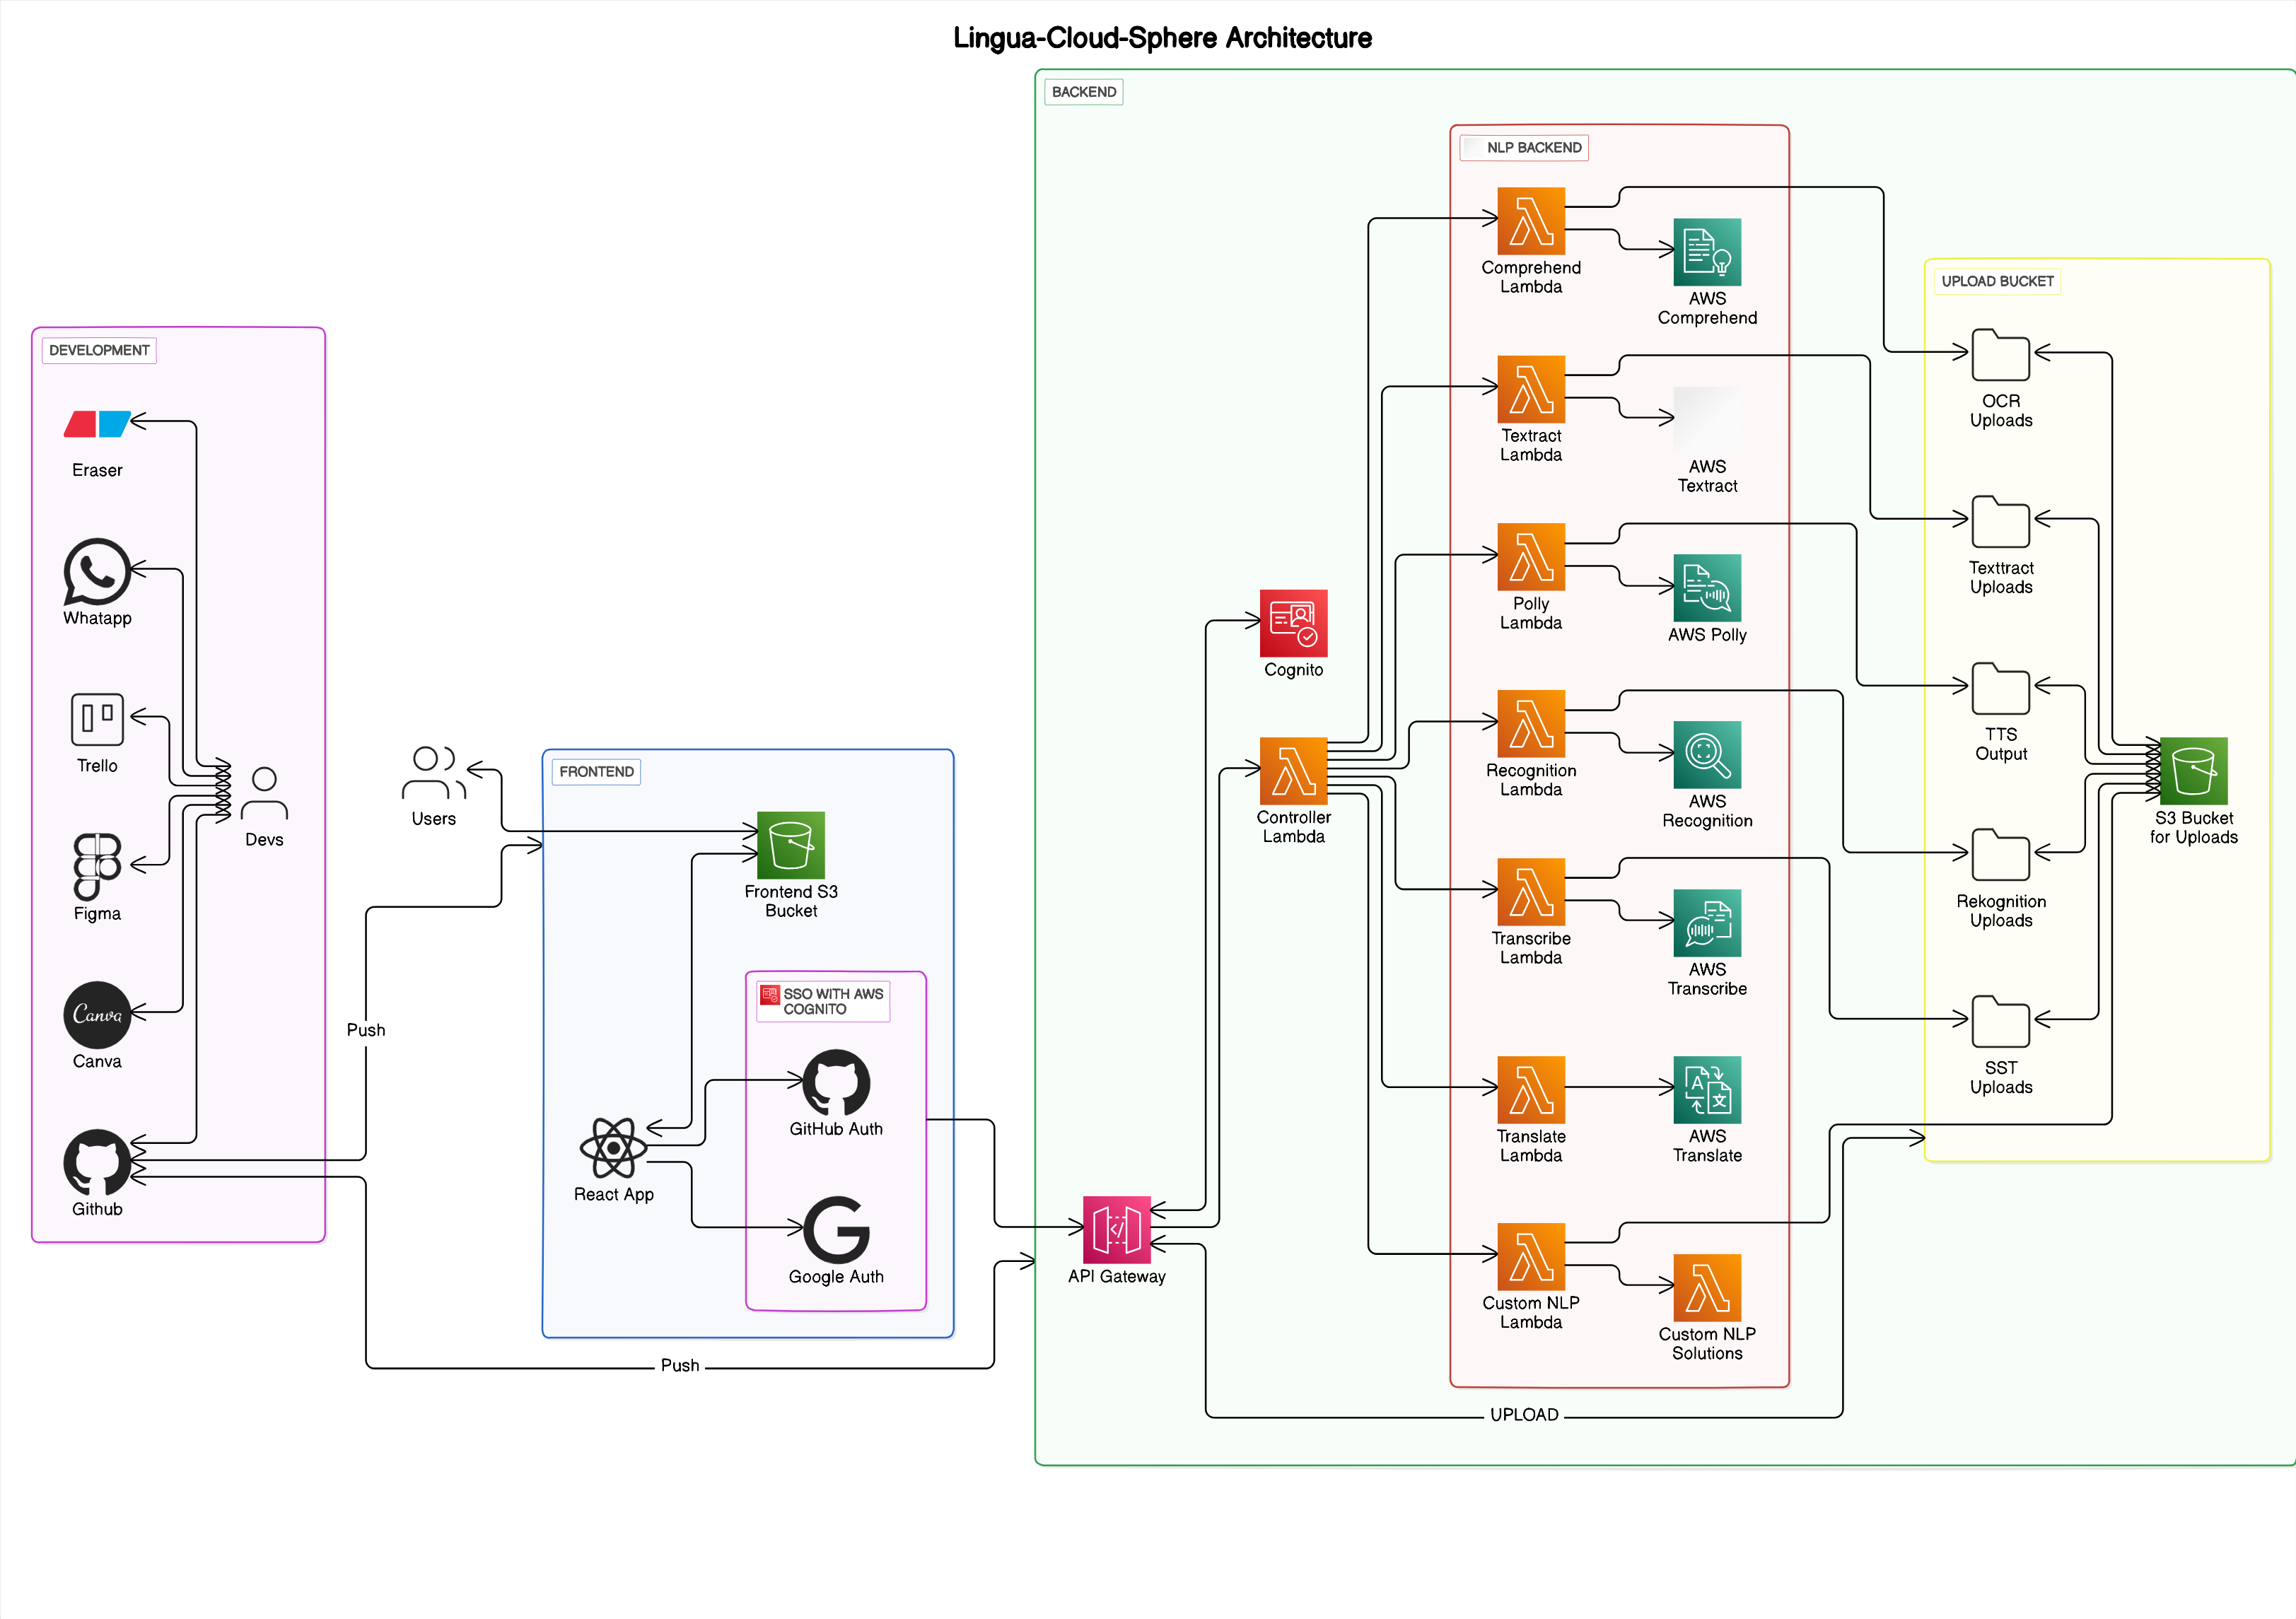 Lingua-Cloud-Sphere Architecture
DEVELOPMENT
Eraser
Whatapp
Trello
Figma
Canva
Canva
Github
Devs
Push
Push
Users
FRONTEND
Frontend S3
Bucket
SSO WITH AWS
COGNITO
GitHub Auth
React App
Google Auth
BACKEND
API Gateway
Cognito
Controller
Lambda
NLP BACKEND
Comprehend
Lambda
AWS
Comprehend
Textract
Lambda
AWS
Textract
Polly
Lambda
AWS Polly
Recognition
Lambda
AWS
Recognition
Transcribe
Lambda
AWS
Transcribe
Translate
Lambda
A
文
AWS
Translate
Custom NLP
Lambda
Custom NLP
Solutions
UPLOAD
UPLOAD BUCKET
OCR
Uploads
Texttract
Uploads
TTS
Output
Rekognition
Uploads
SST
Uploads
S3 Bucket
for Uploads